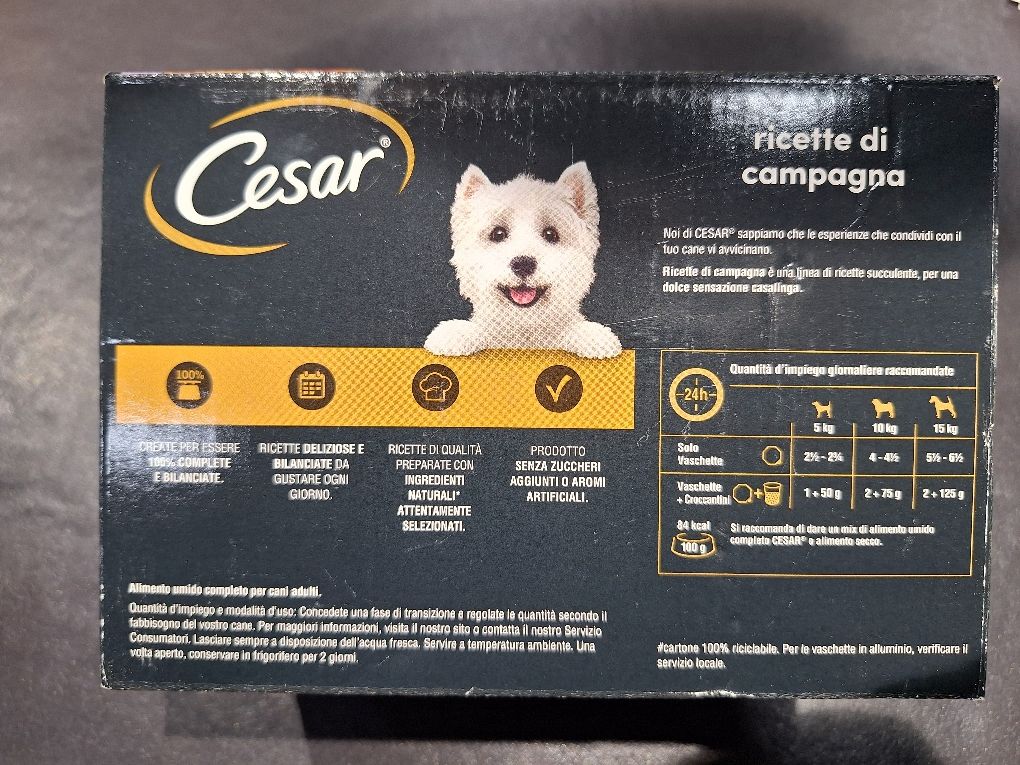 Cesar®
ricette di
campagna
Noi di CESAR® sappiamo che le esperienze che condividi con il
tuo cane vi avvicinano.
Ricette di campagna è una linea di ricette succulente, per una
dolce sensazione casalinga.
100%
CREATE PER ESSERE
100% COMPLETE
E BILANCIATE.
RICETTE DELIZIOSE E
BILANCIATE DA
GUSTARE OGNI
GIORNO.
RICETTE DI QUALITÀ
PREPARATE CON
INGREDIENTI
NATURALI*
ATTENTAMENTE
SELEZIONATI.
PRODOTTO
SENZA ZUCCHERI
AGGIUNTI O AROMI
ARTIFICIALI.
24h
Quantità d'impiego giornaliere raccomandate
5 kg 10 kg 15 kg
Solo
Vaschette
2½ - 2¾ 4 - 4½ 5½ - 6½
Vaschette
+ Croccantini
+
1 + 50 g 2 + 75 g 2 + 125 g
84 kcal
100 g
Si raccomanda di dare un mix di alimento umido
completo CESAR® e alimento secco.
Alimento umido completo per cani adulti.
Quantità d'impiego e modalità d'uso: Concedete una fase di transizione e regolate le quantità secondo il
fabbisogno del vostro cane. Per maggiori informazioni, visita il nostro sito o contatta il nostro Servizio
Consumatori. Lasciare sempre a disposizione dell'acqua fresca. Servire a temperatura ambiente. Una
volta aperto, conservare in frigorifero per 2 giorni.
#cartone 100% riciclabile. Per le vaschette in alluminio, verificare il
servizio locale.